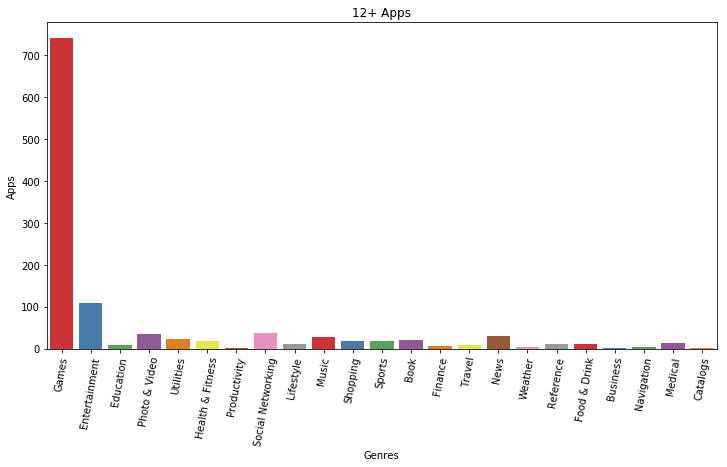 12+ Apps
Apps
700
600
500
400
300
200
100
0
Games
Entertainment
Education
Photo & Video
Utilities
Health & Fitness
Productivity
Social Networking
Lifestyle
Music
Shopping
Sports
Book
Finance
Travel
News
Weather
Reference
Food & Drink
Business
Navigation
Medical
Catalogs
Genres